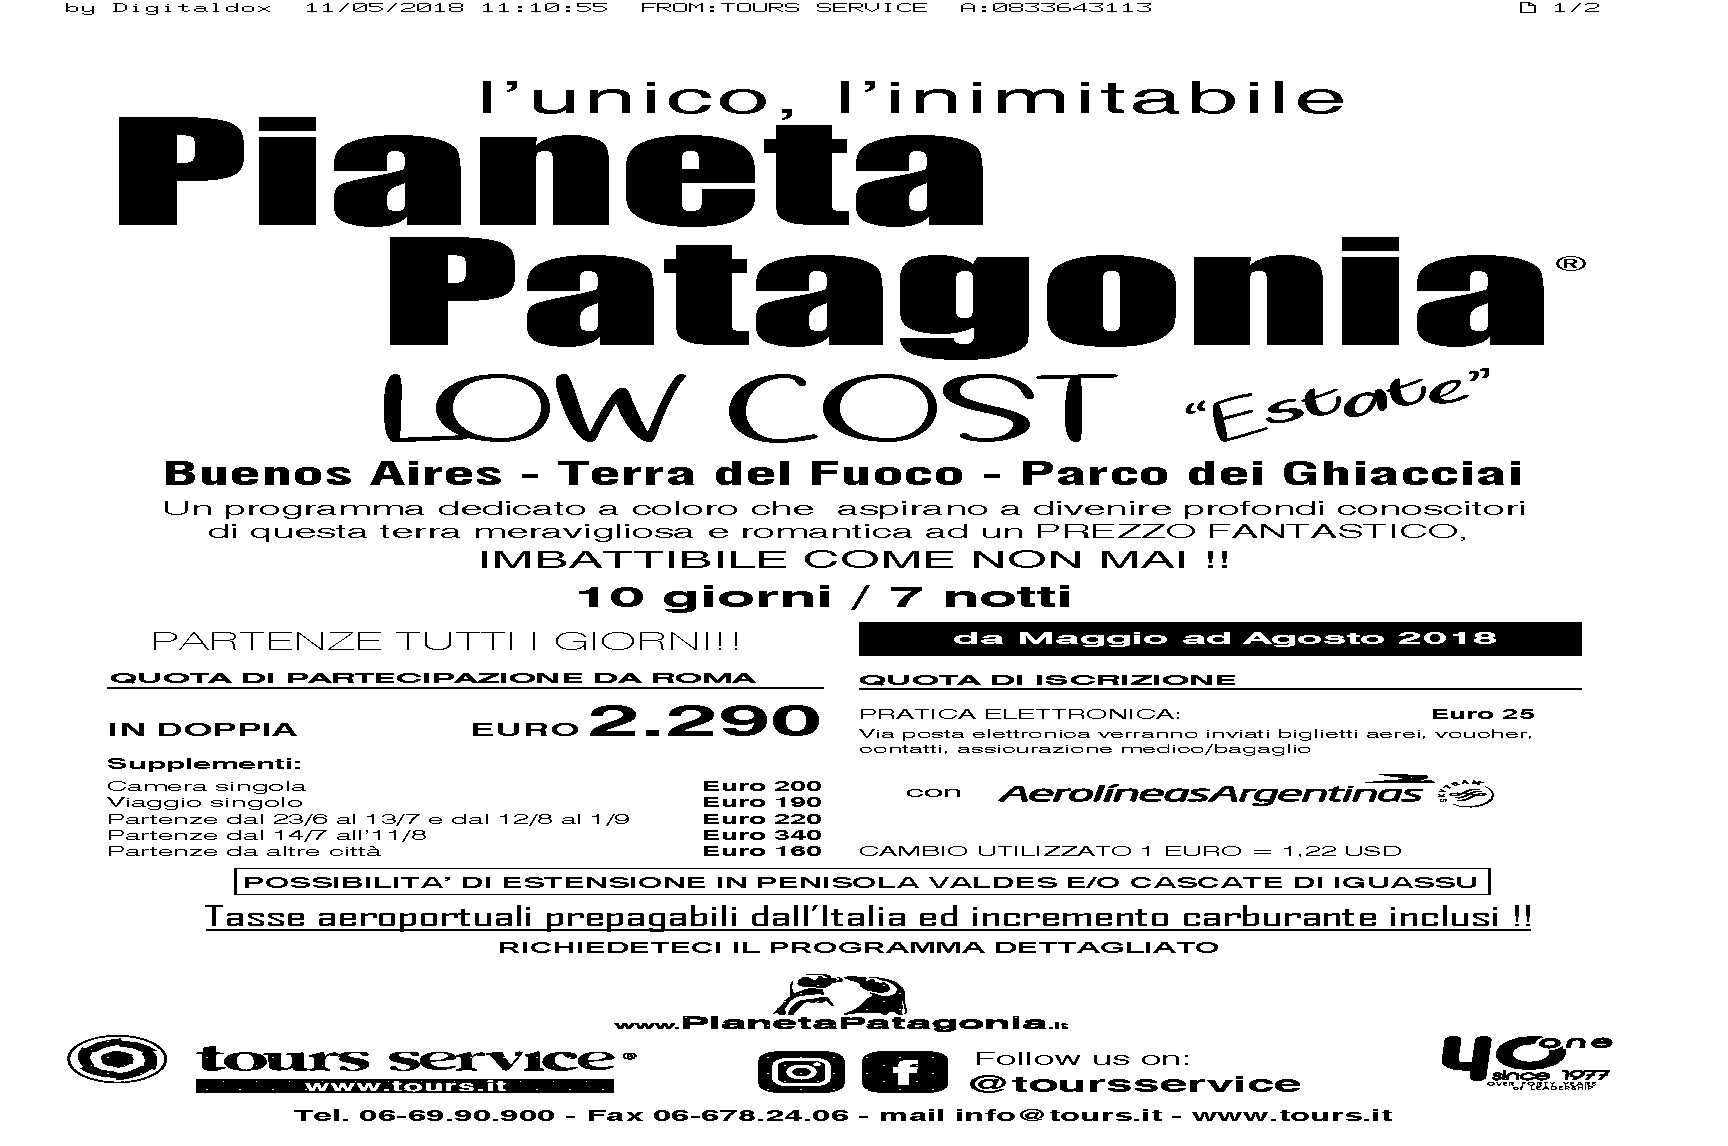 by Digitaldox 11/05/2018 11:10:55 FROM:TOURS SERVICE A:0833643113 1/2
l'unico, l'inimitabile
Pianeta
Patagonia®
LOW COST "Estate"
Buenos Aires - Terra del Fuoco - Parco dei Ghiacciai
Un programma dedicato a coloro che aspirano a divenire profondi conoscitori
di questa terra meravigliosa e romantica ad un PREZZO FANTASTICO,
IMBATTIBILE COME NON MAI !!
10 giorni / 7 notti
PARTENZE TUTTI I GIORNI!!
da Maggio ad Agosto 2018
QUOTA DI PARTECIPAZIONE DA ROMA
IN DOPPIA EURO 2.290
Supplementi:
Camera singola Euro 200
Viaggio singolo Euro 190
Partenze dal 23/6 al 13/7 e dal 12/8 al 1/9 Euro 220
Partenze dal 14/7 all'11/8 Euro 340
Partenze da altre città Euro 160
QUOTA DI ISCRIZIONE
PRATICA ELETTRONICA: Euro 25
Via posta elettronica verranno inviati biglietti aerei, voucher,
contatti, assicurazione medico/bagaglio
con AerolíneasArgentinas
CAMBIO UTILIZZATO 1 EURO = 1,22 USD
POSSIBILITA' DI ESTENSIONE IN PENISOLA VALDES E/O CASCATE DI IGUASSU
Tasse aeroportuali prepagabili dall'Italia ed incremento carburante inclusi !!
RICHIEDETECI IL PROGRAMMA DETTAGLIATO
www.PianetaPatagonia.it
tours service®
www.tours.it
Follow us on:
@toursservice
40one
since 1977
OVER FORTY YEARS
of LEADERSHIP
Tel. 06-69.90.900 - Fax 06-678.24.06 - mail info@tours.it - www.tours.it